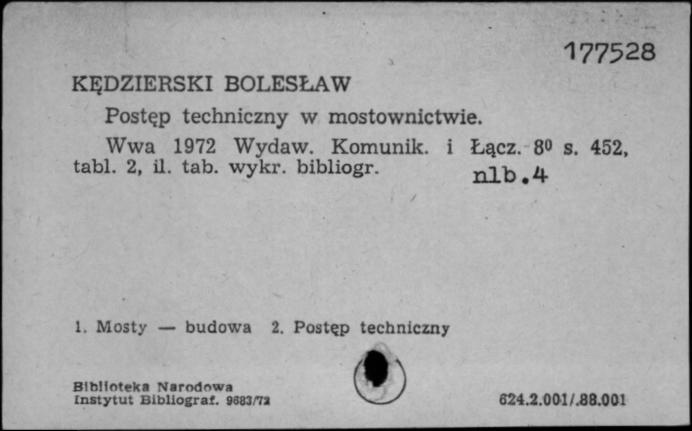 177528
KĘDZIERSKI BOLESŁAW
Postęp techniczny w mostownictwie.
Wwa 1972 Wydaw. Komunik. i Łącz. 8⁰ s. 452,
tabl. 2, il. tab. wykr. bibliogr. nlb.4
1. Mosty — budowa 2. Postęp techniczny
Biblioteka Narodowa
Instytut Bibliograf. 9683/72
624.2.001/.88.001